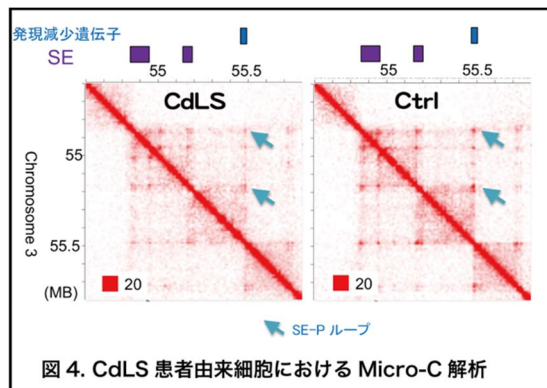 発現減少遺伝子
SE
55 55.5 55 55.5
CdLS Ctrl
Chromosome 3
55
55.5
(MB)
20 20
SE-P ループ
図 4. CdLS 患者由来細胞における Micro-C 解析